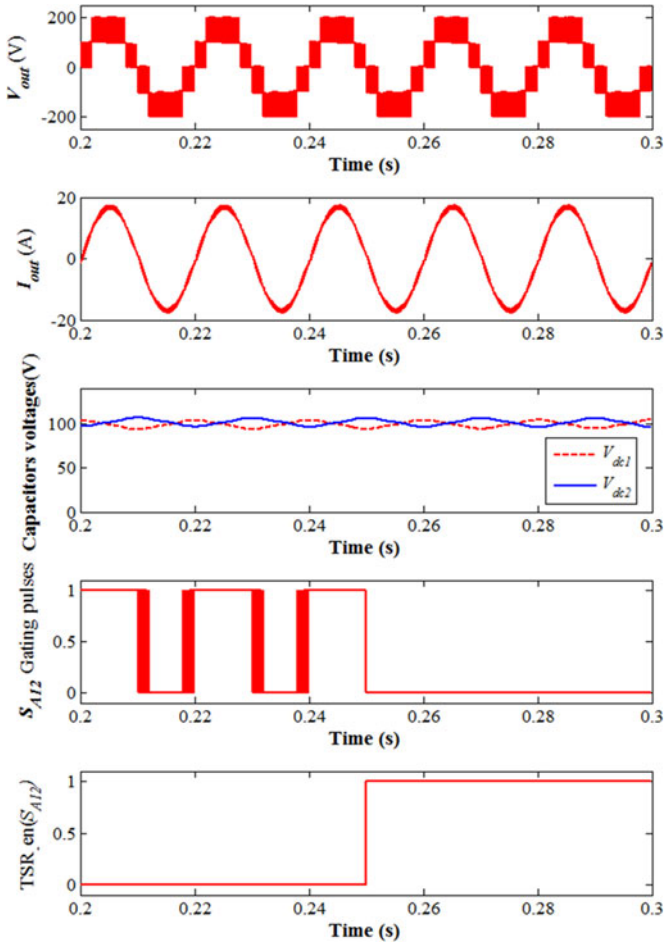 V_out (V)
200
0
-200
0.2 0.22 0.24 0.26 0.28 0.3
Time (s)
I_out (A)
20
0
-20
0.2 0.22 0.24 0.26 0.28 0.3
Time (s)
Capacitors voltages(V)
100
50
0
V_dc1
V_dc2
0.2 0.22 0.24 0.26 0.28 0.3
Time (s)
S_A12 Gating pulses
1
0.5
0
0.2 0.22 0.24 0.26 0.28 0.3
Time (s)
TSR_en(S_A12)
1
0.5
0
0.2 0.22 0.24 0.26 0.28 0.3
Time (s)